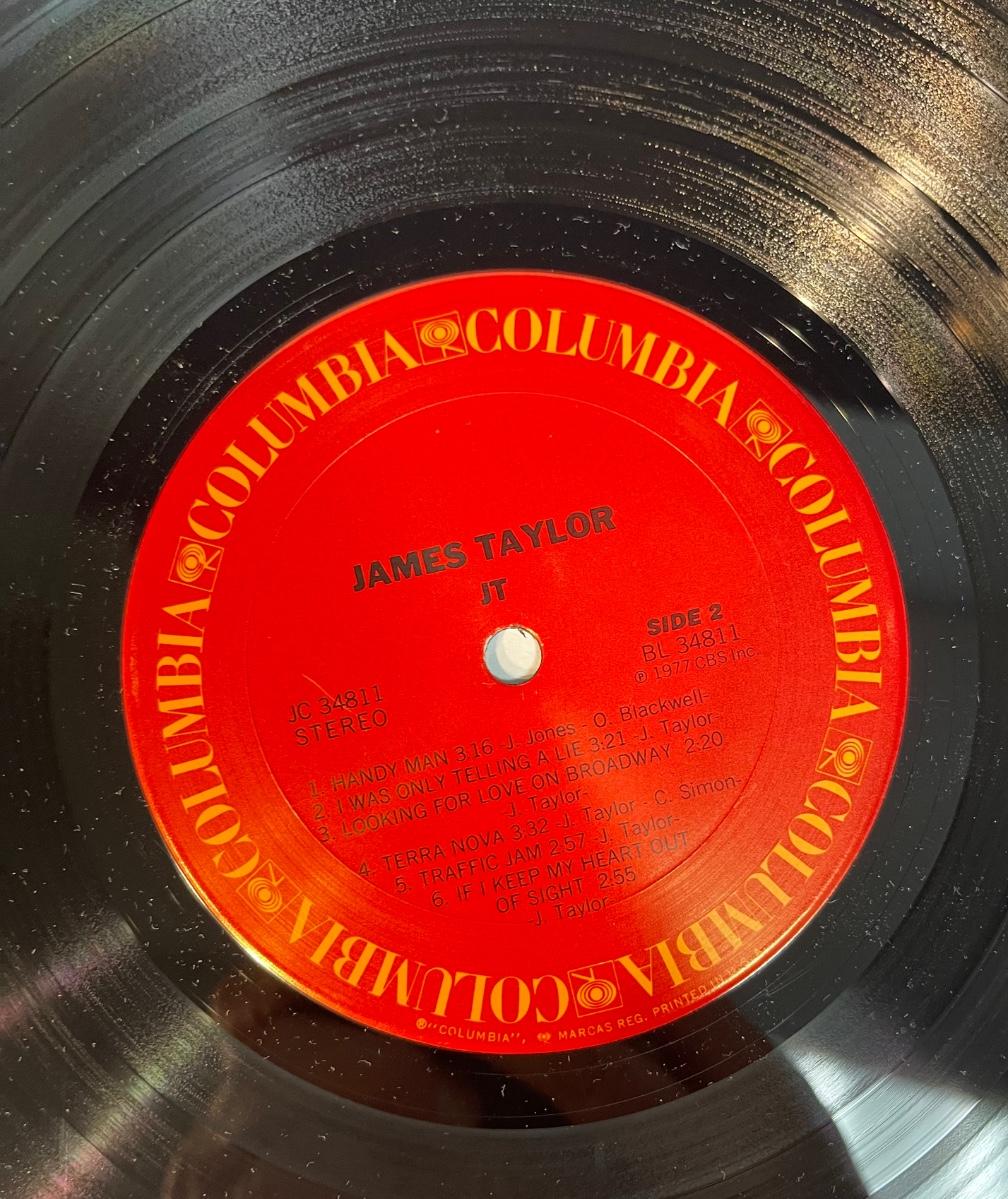 COLUMBIA COLUMBIA COLUMBIA COLUMBIA COLUMBIA COLUMBIA
JAMES TAYLOR
JT
SIDE 2
BL 34811
℗ 1977 CBS Inc.
JC 34811
STEREO
1. HANDY MAN 3:16 -J. Jones - O. Blackwell-
2. I WAS ONLY TELLING A LIE 3:21 -J. Taylor-
3. LOOKING FOR LOVE ON BROADWAY 2:20
-J. Taylor-
4. TERRA NOVA 3:32 -J. Taylor - C. Simon-
5. TRAFFIC JAM 2:57 -J. Taylor-
6. IF I KEEP MY HEART OUT
OF SIGHT 2:55
-J. Taylor-
®"COLUMBIA", MARCAS REG. PRINTED IN